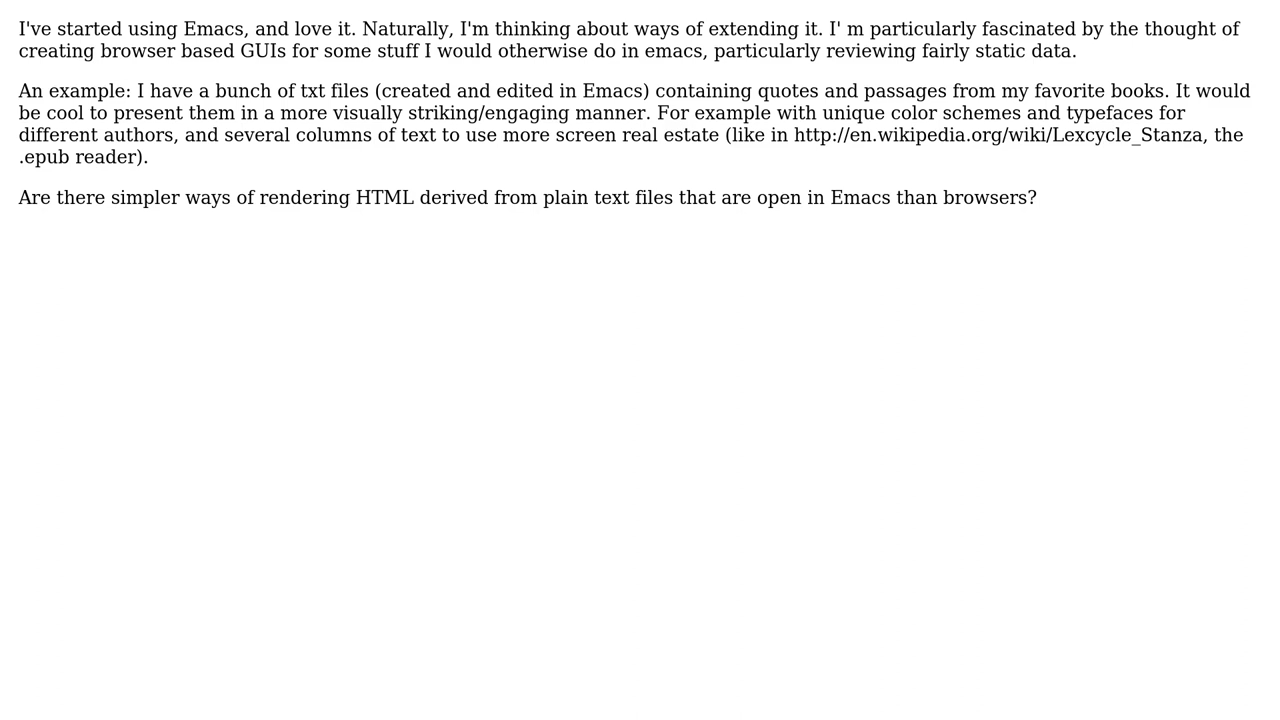 I've started using Emacs, and love it. Naturally, I'm thinking about ways of extending it. I' m particularly fascinated by the thought of
creating browser based GUIs for some stuff I would otherwise do in emacs, particularly reviewing fairly static data.
An example: I have a bunch of txt files (created and edited in Emacs) containing quotes and passages from my favorite books. It would
be cool to present them in a more visually striking/engaging manner. For example with unique color schemes and typefaces for
different authors, and several columns of text to use more screen real estate (like in http://en.wikipedia.org/wiki/Lexcycle_Stanza, the
.epub reader).
Are there simpler ways of rendering HTML derived from plain text files that are open in Emacs than browsers?